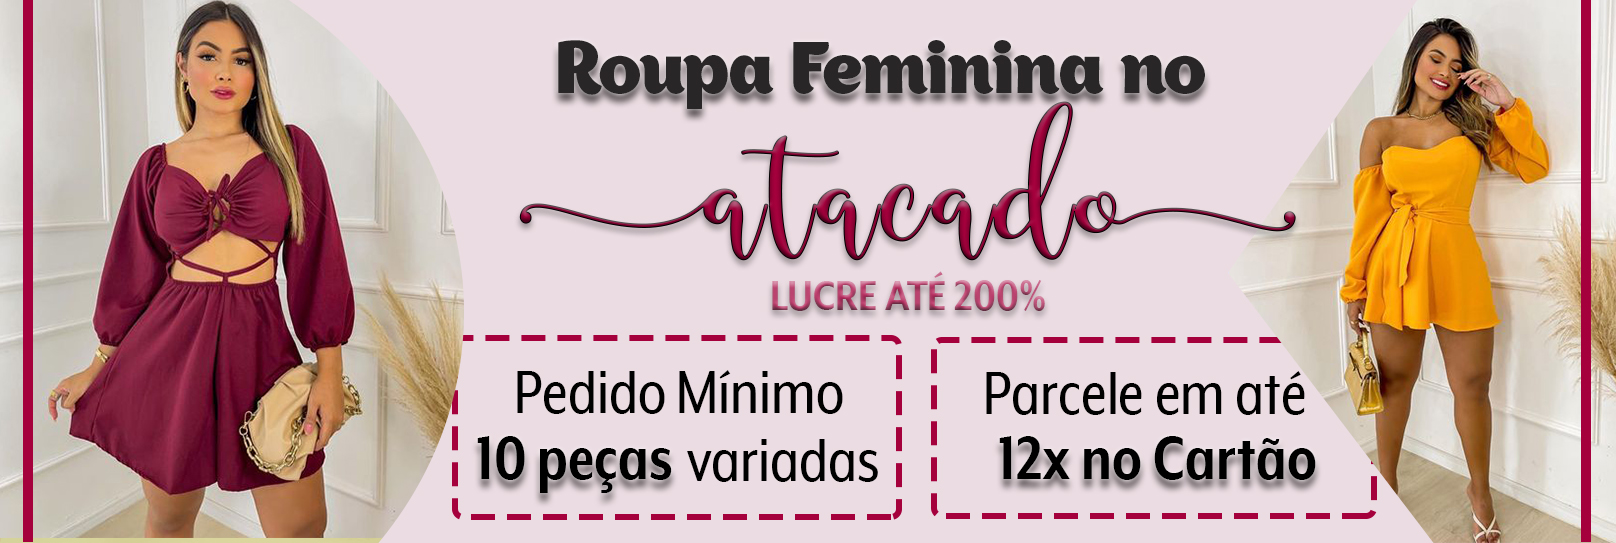 Roupa Feminina no
atacado
LUCRE ATÉ 200%
Pedido Mínimo
10 peças variadas
Parcele em até
12x no Cartão